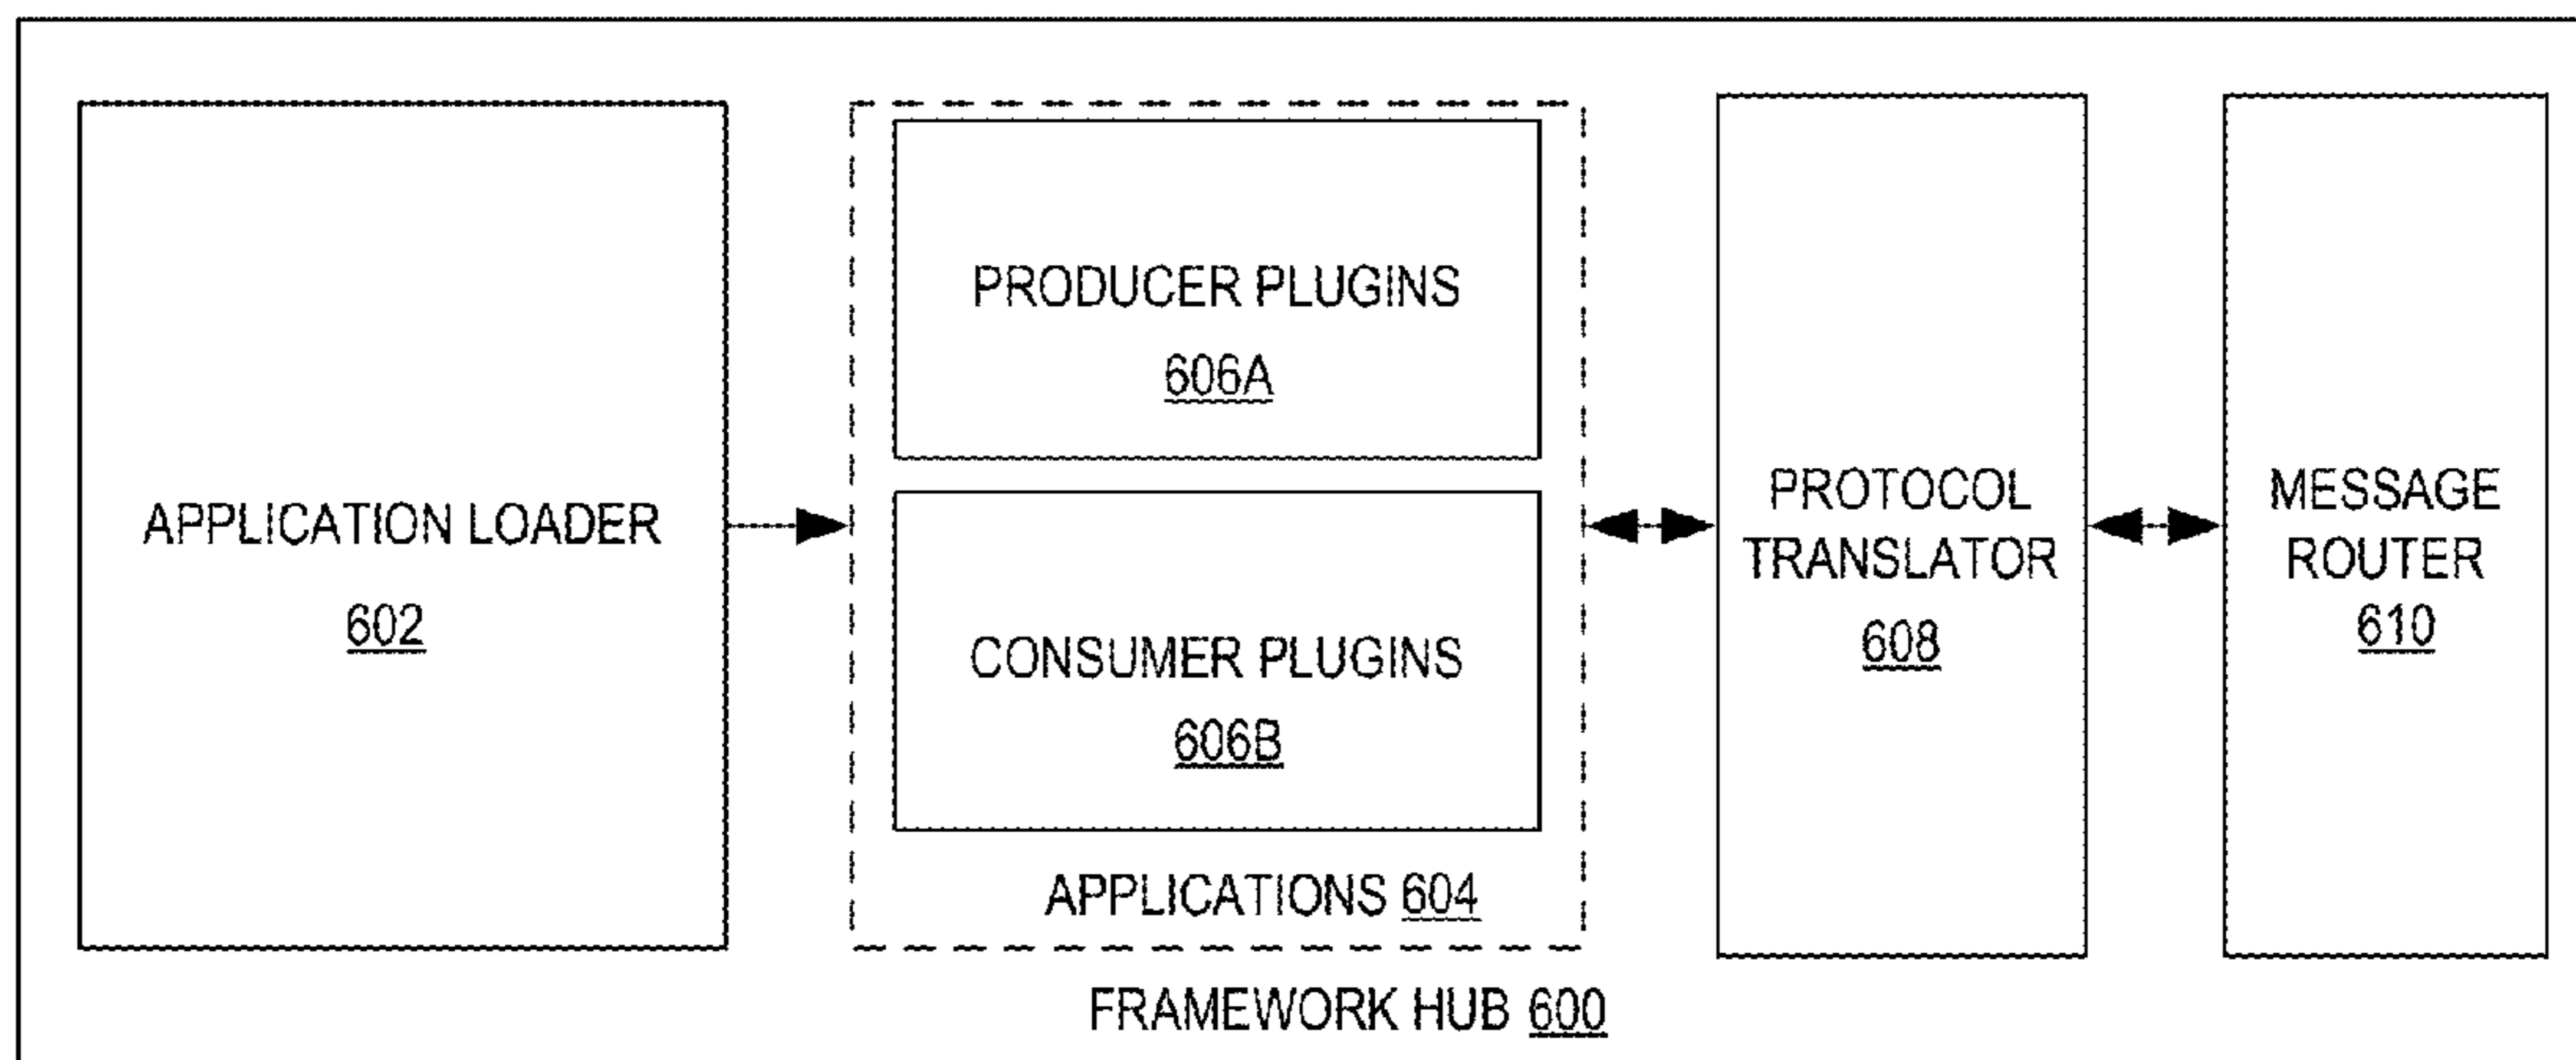 APPLICATION LOADER
602
PRODUCER PLUGINS
606A
CONSUMER PLUGINS
606B
APPLICATIONS 604
PROTOCOL
TRANSLATOR
608
MESSAGE
ROUTER
610
FRAMEWORK HUB 600